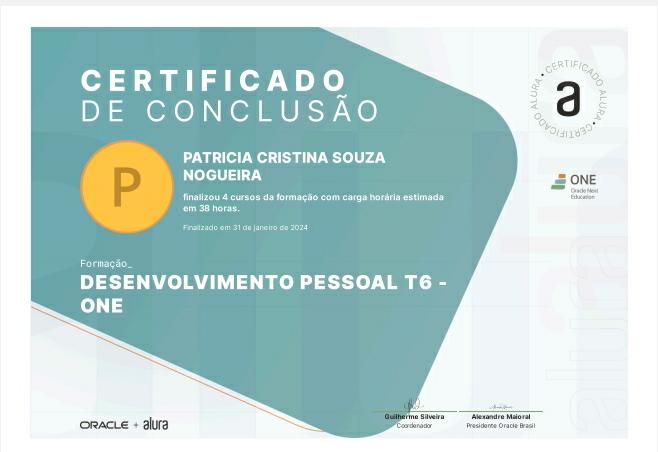 CERTIFICADO
DE CONCLUSÃO
P
PATRICIA CRISTINA SOUZA
NOGUEIRA
finalizou 4 cursos da formação com carga horária estimada
em 38 horas.
Finalizado em 31 de janeiro de 2024
Formação_
DESENVOLVIMENTO PESSOAL T6 -
ONE
CERTIFICADO ALURA • CERTIFICADO ALURA •
a
ONE
Oracle Next
Education
Guilherme Silveira
Coordenador
Alexandre Maioral
Presidente Oracle Brasil
ORACLE + alura